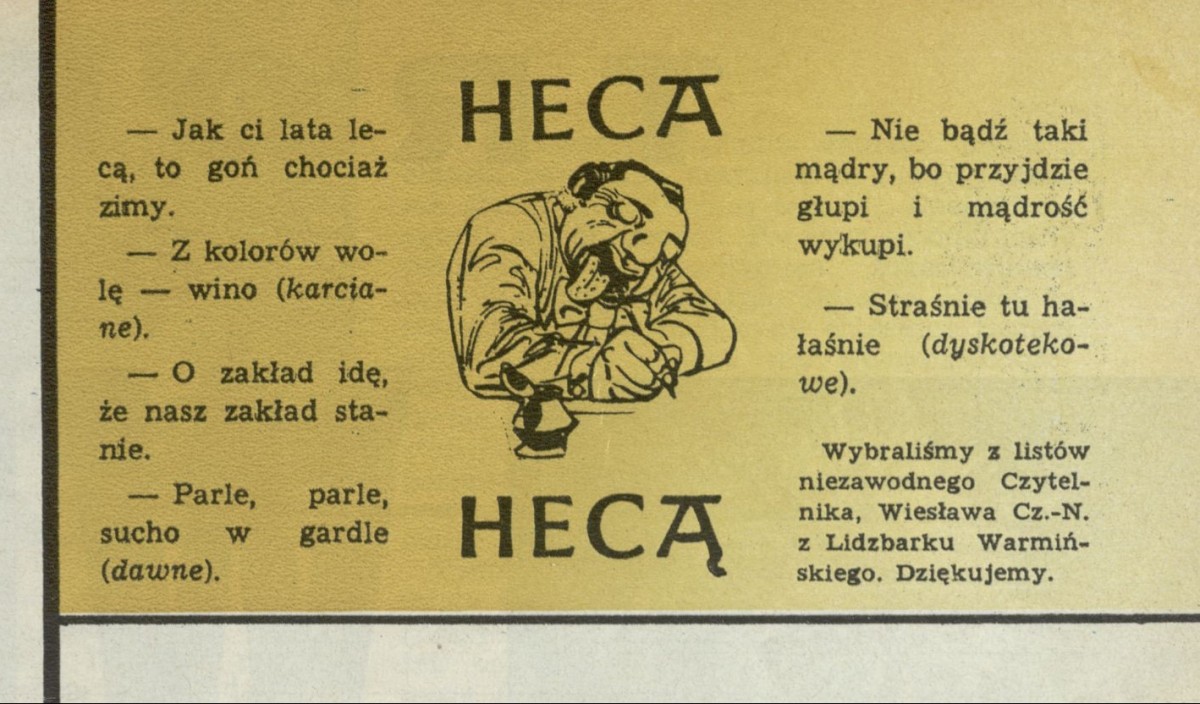 — Jak ci lata le-
cą, to goń chociaż
zimy.
— Z kolorów wo-
lę — wino (karcia-
ne).
— O zakład idę,
że nasz zakład sta-
nie.
— Parle, parle,
sucho w gardle
(dawne).
HECA
HECĄ
— Nie bądź taki
mądry, bo przyjdzie
głupi i mądrość
wykupi.
— Straśnie tu ha-
łaśnie (dyskoteko-
we).
Wybraliśmy z listów
niezawodnego Czytel-
nika, Wiesława Cz.-N.
z Lidzbarku Warmiń-
skiego. Dziękujemy.